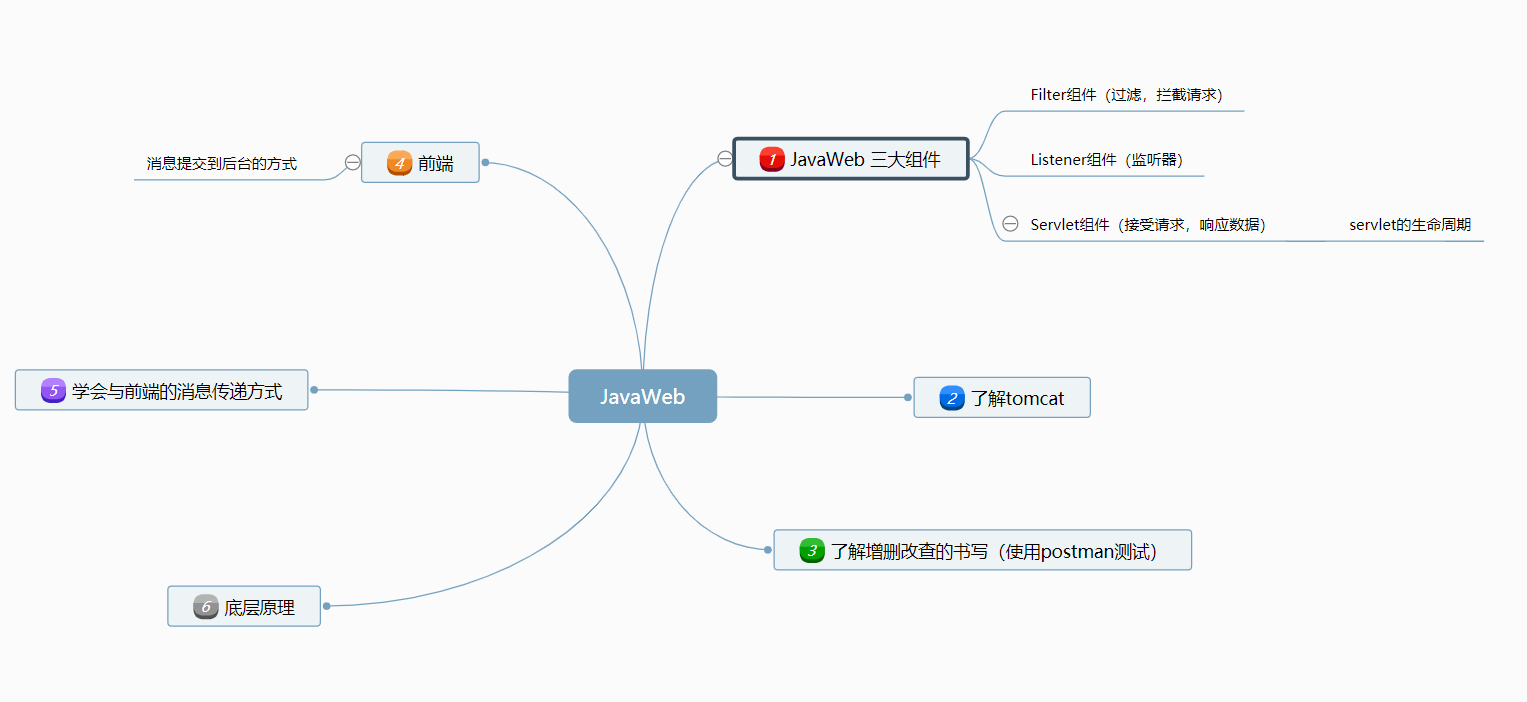 JavaWeb
1 JavaWeb 三大组件
Filter组件（过滤，拦截请求）
Listener组件（监听器）
Servlet组件（接受请求，响应数据）
servlet的生命周期
2 了解tomcat
3 了解增删改查的书写（使用postman测试）
4 前端
消息提交到后台的方式
5 学会与前端的消息传递方式
6 底层原理